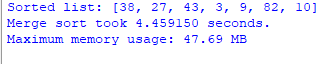 Sorted list: [38, 27, 43, 3, 9, 82, 10]
Merge sort took 4.459150 seconds.
Maximum memory usage: 47.69 MB